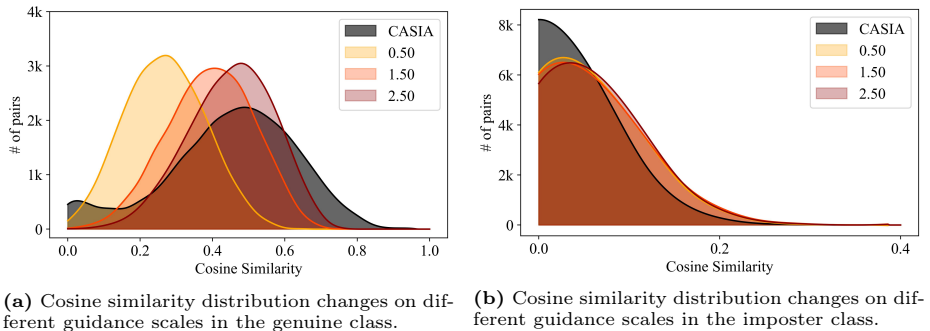 4k
3k
2k
1k
0
# of pairs
0.0 0.2 0.4 0.6 0.8 1.0
Cosine Similarity
CASIA
0.50
1.50
2.50
(a) Cosine similarity distribution changes on dif-
ferent guidance scales in the genuine class.
8k
6k
4k
2k
0
# of pairs
0.0 0.2 0.4
Cosine Similarity
CASIA
0.50
1.50
2.50
(b) Cosine similarity distribution changes on dif-
ferent guidance scales in the imposter class.